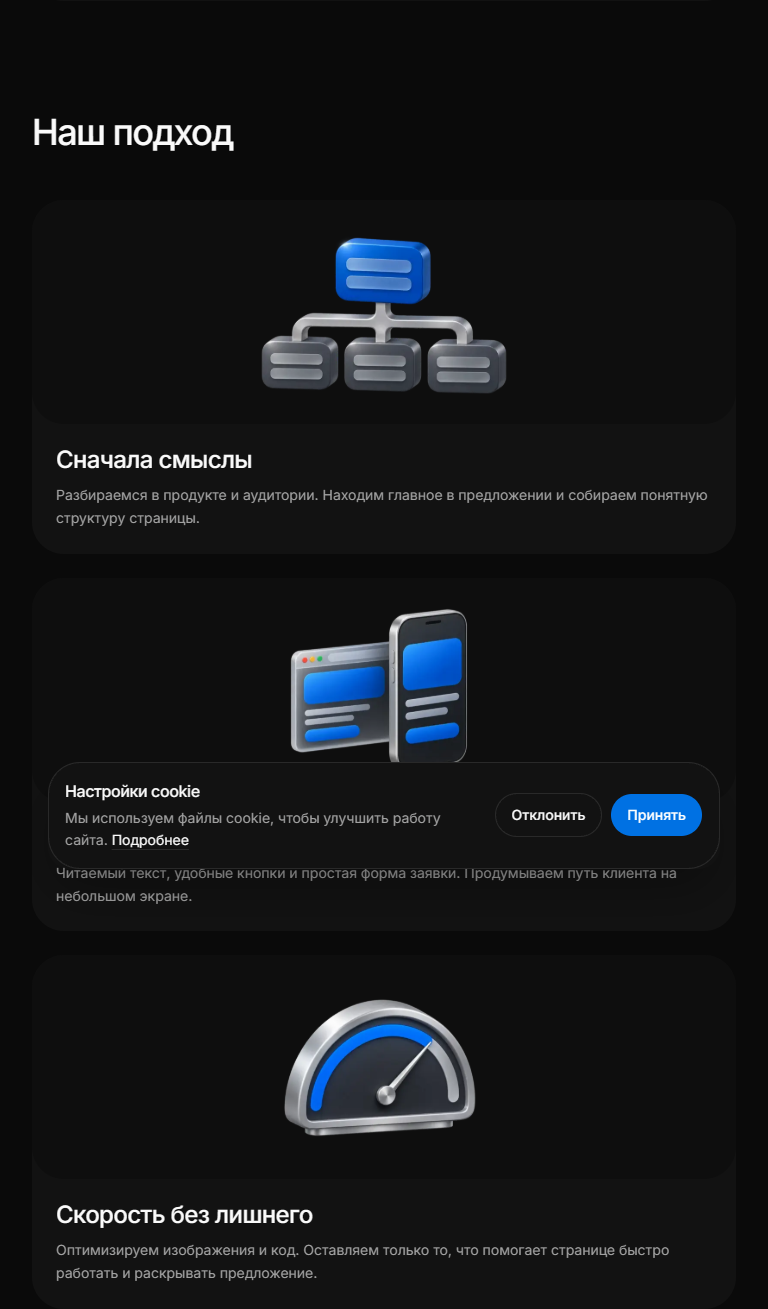 Наш подход
Сначала смыслы
Разбираемся в продукте и аудитории. Находим главное в предложении и собираем понятную
структуру страницы.
Настройки cookie
Мы используем файлы cookie, чтобы улучшить работу
сайта. Подробнее
Отклонить
Принять
Читаемый текст, удобные кнопки и простая форма заявки. Продумываем путь клиента на
небольшом экране.
Скорость без лишнего
Оптимизируем изображения и код. Оставляем только то, что помогает странице быстро
работать и раскрывать предложение.